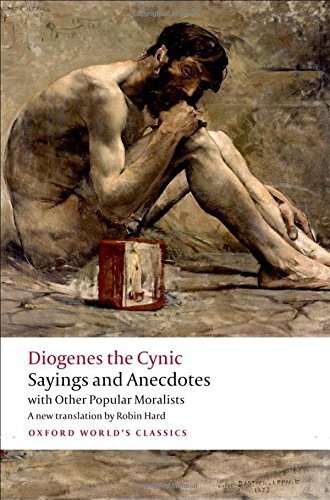 Diogenes the Cynic
Sayings and Anecdotes
with Other Popular Moralists
A new translation by Robin Hard
OXFORD WORLD'S CLASSICS